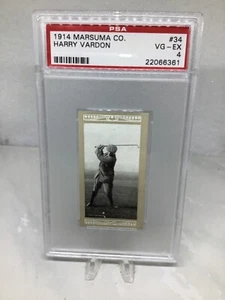 PSA
1914 MARSUMA CO. #34
HARRY VARDON VG-EX
4
22066361